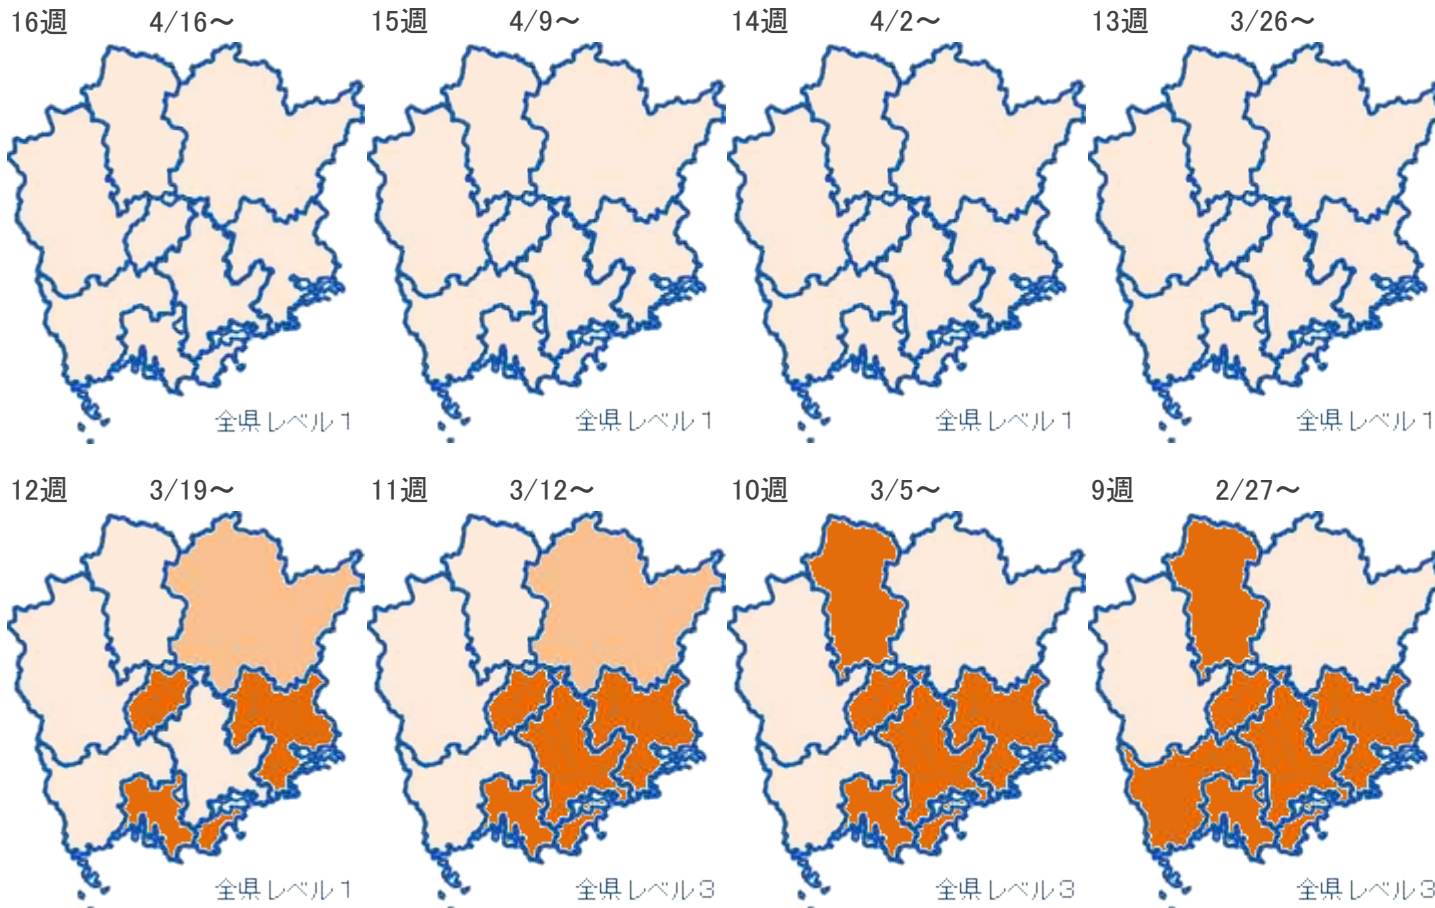 16週 4/16～
15週 4/9～
14週 4/2～
13週 3/26～
全県レベル１
全県レベル１
全県レベル１
全県レベル１
12週 3/19～
11週 3/12～
10週 3/5～
9週 2/27～
全県レベル１
全県レベル３
全県レベル３
全県レベル３